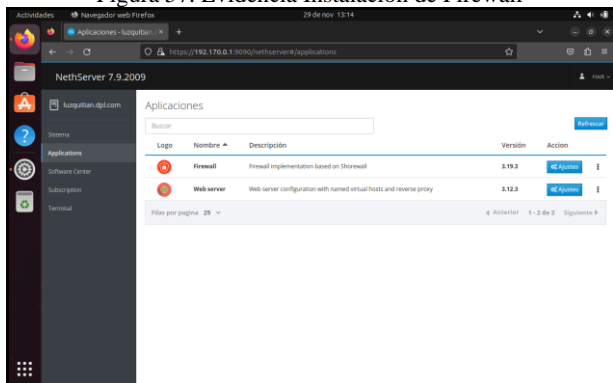 Figura 37. Evidencia Instalación de Firewall
Actividades Navegador web Firefox 29 de nov 13:14
Aplicaciones - luzquitian.
https://192.170.0.1:9090/nethserver#/applications
NethServer 7.9.2009 root
luzquitian.dpl.com
Sistema
Applications
Software Center
Subscription
Terminal
Aplicaciones
Buscar
Refrescar
Logo Nombre Descripción Versión Accion
Firewall Firewall implementation based on Shorewall 3.19.3 Ajustes
Web server Web server configuration with named virtual hosts and reverse proxy 3.12.3 Ajustes
Filas por pagina 25 Anterior 1 - 2 de 2 Siguiente